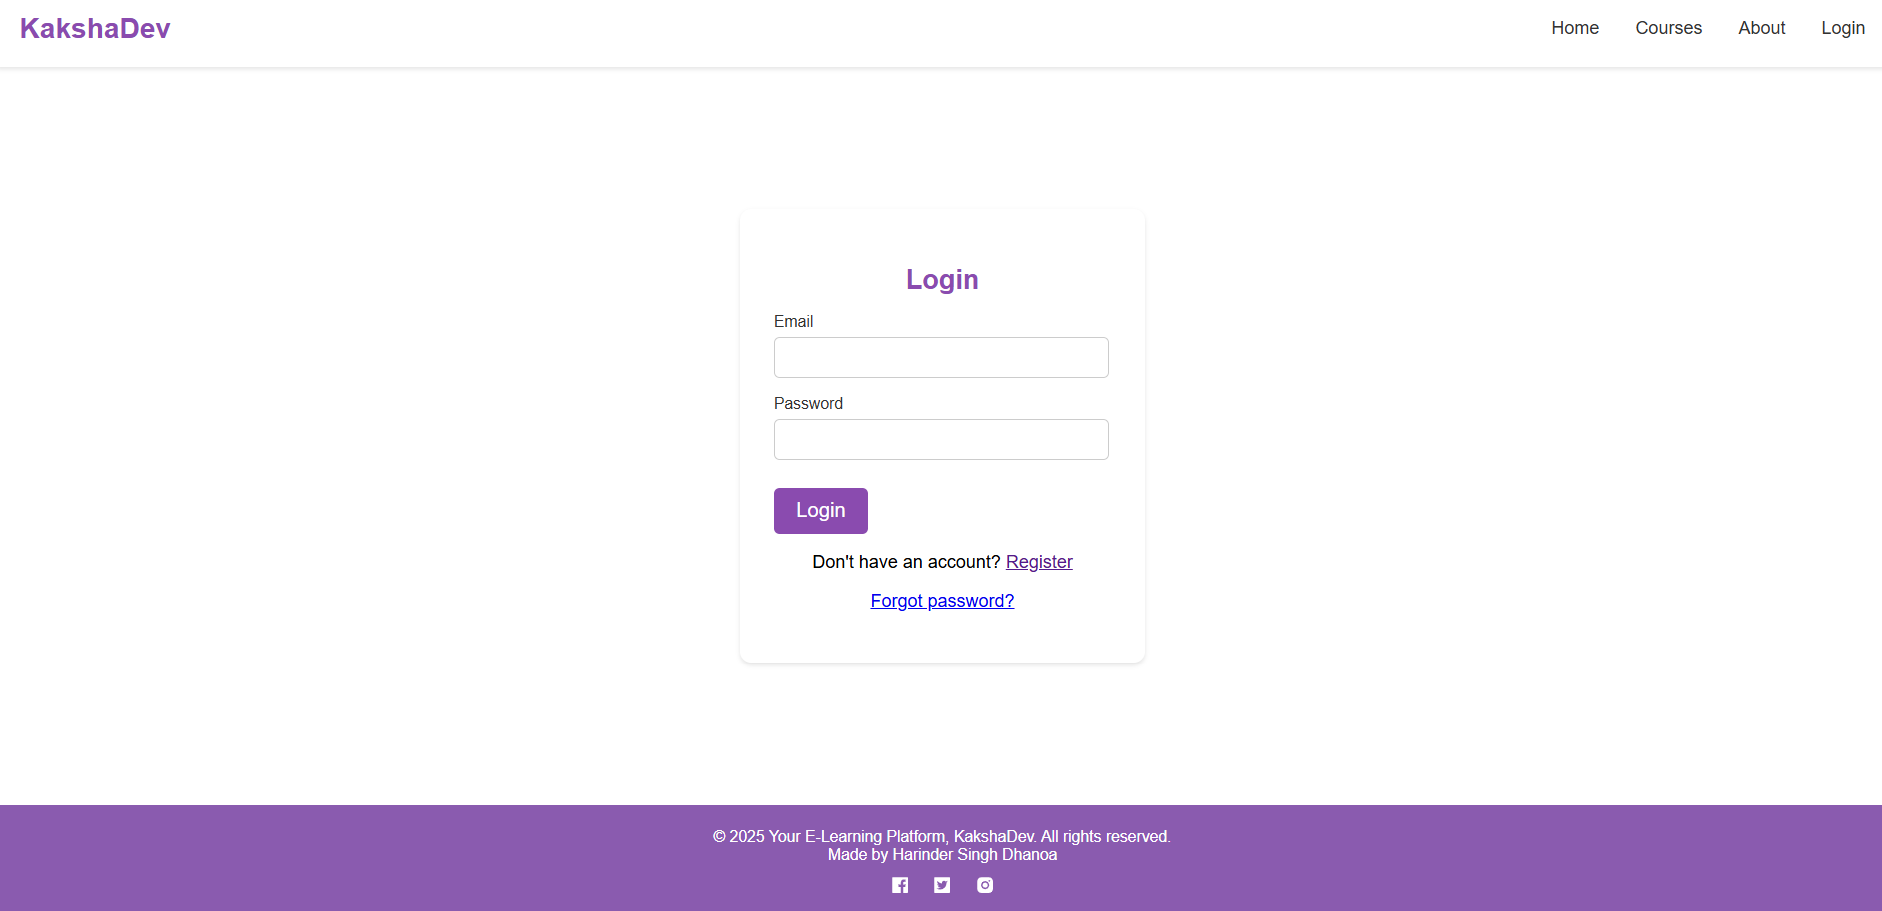 KakshaDev
Home Courses About Login
Login
Email
Password
Login
Don't have an account? Register
Forgot password?
© 2025 Your E-Learning Platform, KakshaDev. All rights reserved.
Made by Harinder Singh Dhanoa